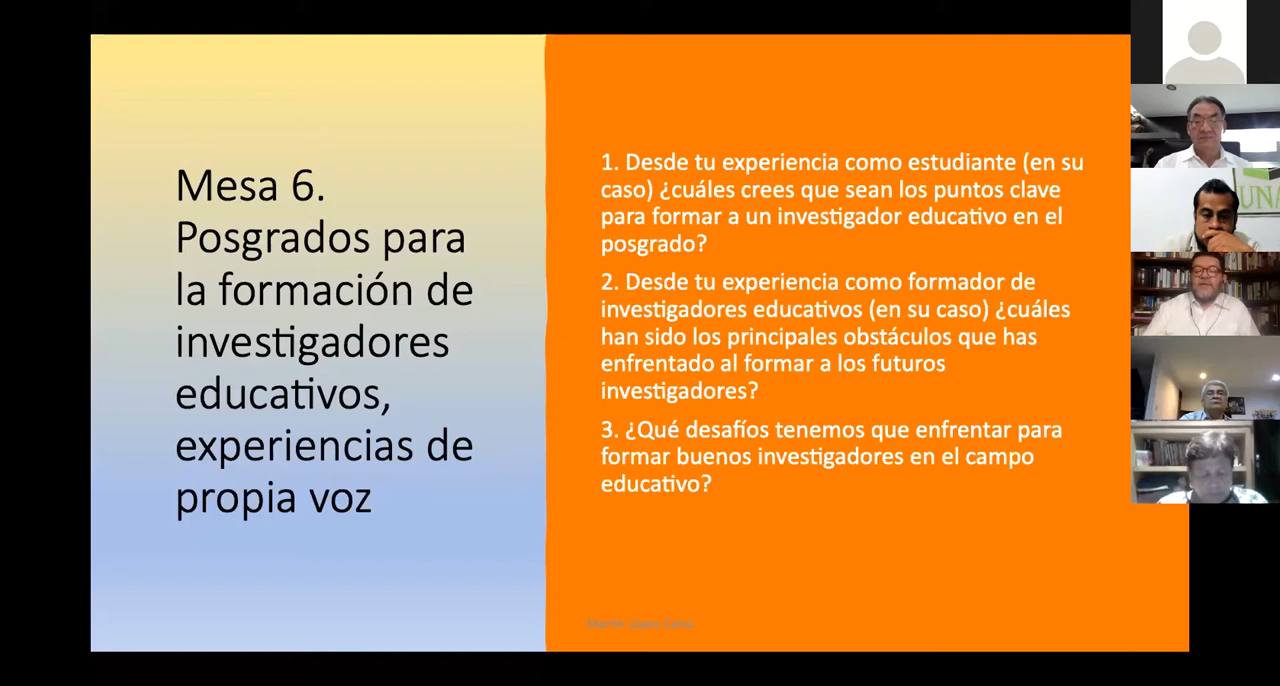 Mesa 6.
Posgrados para
la formación de
investigadores
educativos,
experiencias de
propia voz
1. Desde tu experiencia como estudiante (en su
caso) ¿cuáles crees que sean los puntos clave
para formar a un investigador educativo en el
posgrado?
2. Desde tu experiencia como formador de
investigadores educativos (en su caso) ¿cuáles
han sido los principales obstáculos que has
enfrentado al formar a los futuros
investigadores?
3. ¿Qué desafíos tenemos que enfrentar para
formar buenos investigadores en el campo
educativo?
Martín López Calva
UNA